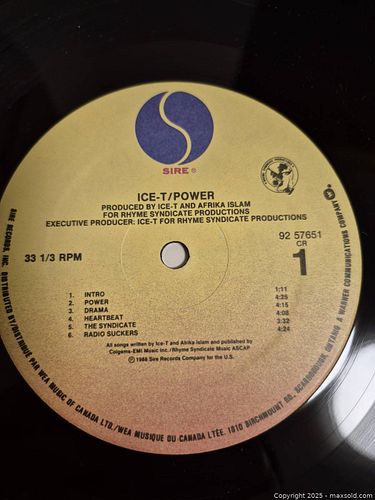 SIRE ®
ICE-T/POWER
PRODUCED BY ICE-T AND AFRIKA ISLAM
FOR RHYME SYNDICATE PRODUCTIONS
EXECUTIVE PRODUCER: ICE-T FOR RHYME SYNDICATE PRODUCTIONS
33 1/3 RPM
92 57651
CR
1
1. INTRO 1:11
2. POWER 4:25
3. DRAMA 4:15
4. HEARTBEAT 4:08
5. THE SYNDICATE 3:32
6. RADIO SUCKERS 4:24
All songs written by Ice-T and Afrika Islam and published by
Colgems-EMI Music Inc./Rhyme Syndicate Music ASCAP
℗ 1988 Sire Records Company for the U.S.
SIRE RECORDS, INC. DISTRIBUTED BY/DISTRIBUÉ PAR WEA MUSIC OF CANADA LTD./WEA MUSIQUE DU CANADA LTÉE. 1810 BIRCHMOUNT RD. SCARBOROUGH, ONTARIO A WARNER COMMUNICATIONS COMPANY
Copyright 2025 - maxsold.com